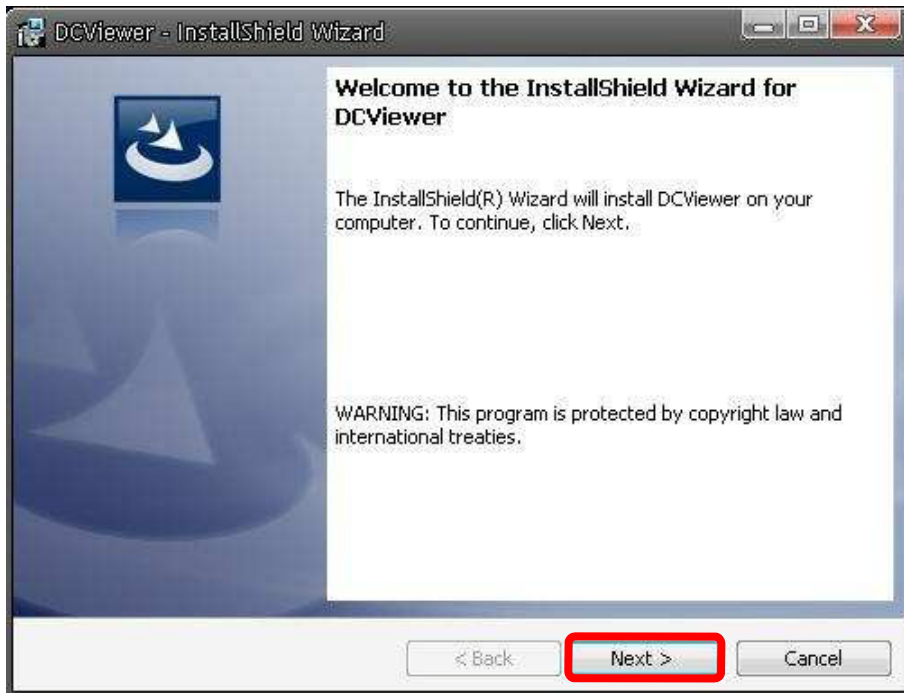 DCViewer - InstallShield Wizard
Welcome to the InstallShield Wizard for
DCViewer
The InstallShield(R) Wizard will install DCViewer on your
computer. To continue, click Next.
WARNING: This program is protected by copyright law and
international treaties.
< Back
Next >
Cancel